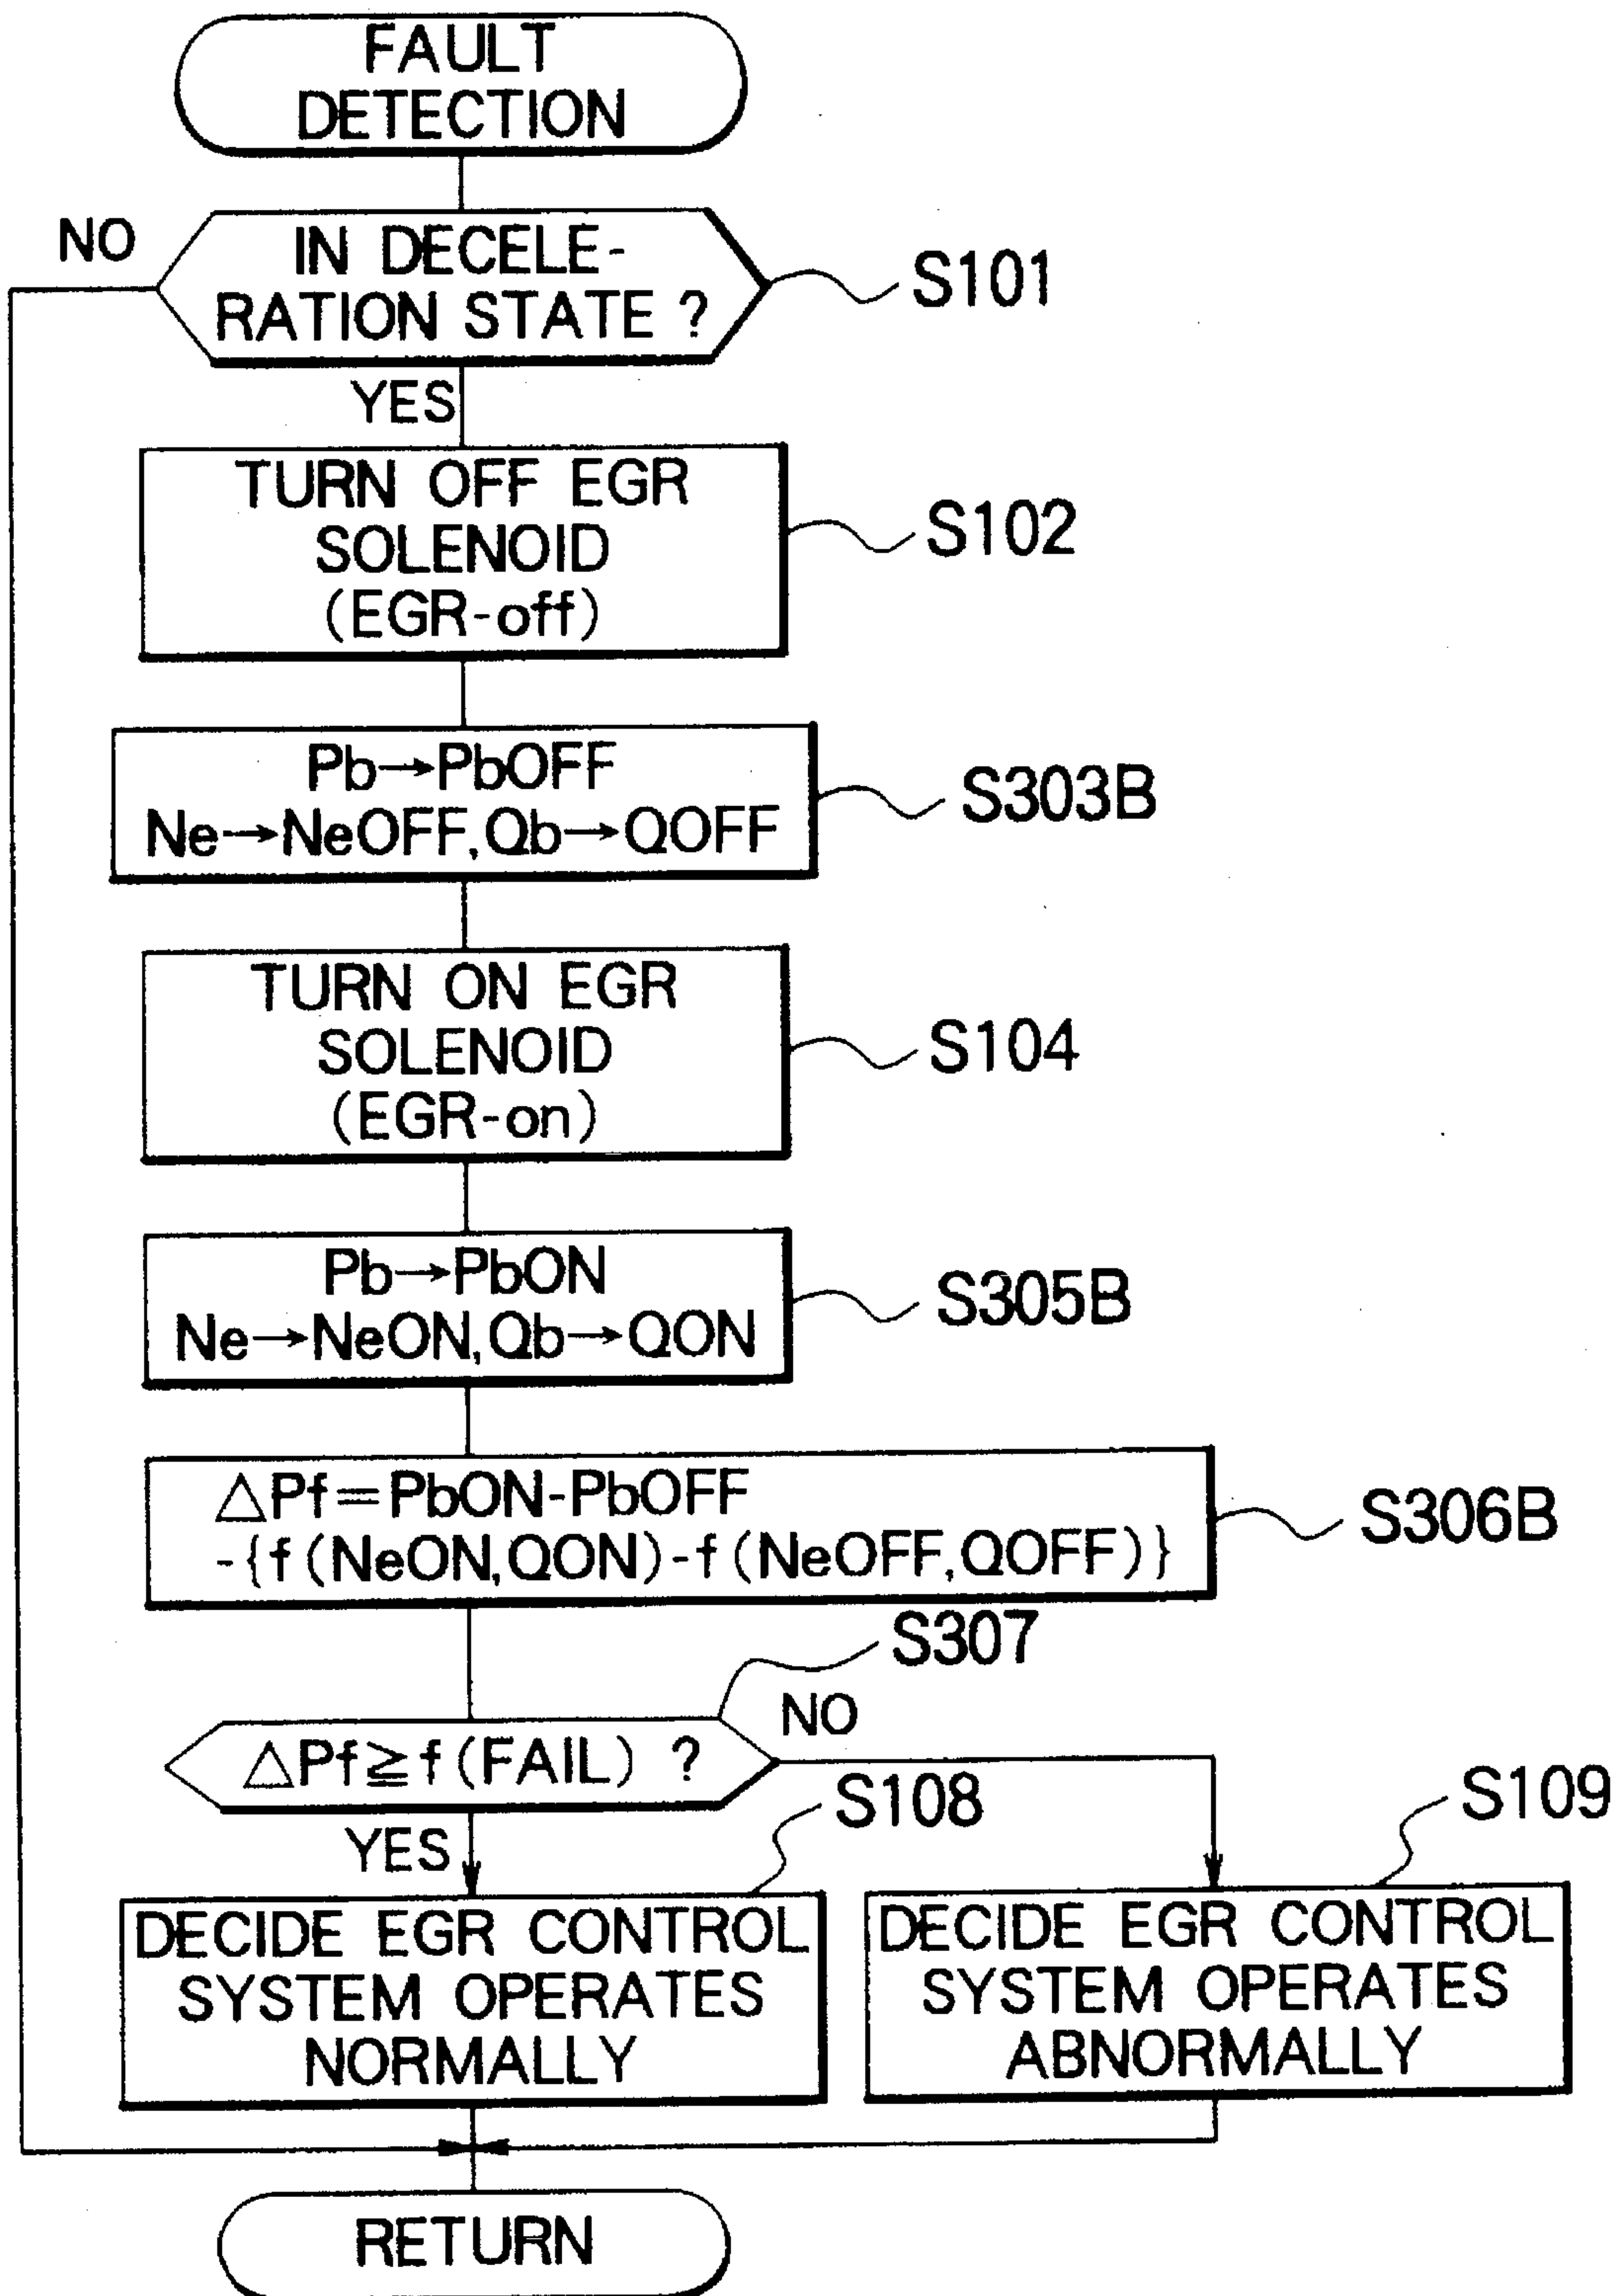 FAULT
DETECTION
NO
IN DECELE-
RATION STATE ?
S101
YES
TURN OFF EGR
SOLENOID
(EGR-off)
S102
Pb→PbOFF
Ne→NeOFF,Qb→QOFF
S303B
TURN ON EGR
SOLENOID
(EGR-on)
S104
Pb→PbON
Ne→NeON,Qb→QON
S305B
△Pf=PbON-PbOFF
-{f(NeON,QON)-f(NeOFF,QOFF)}
S306B
S307
△Pf≧f(FAIL) ?
NO
YES
S108
S109
DECIDE EGR CONTROL
SYSTEM OPERATES
NORMALLY
DECIDE EGR CONTROL
SYSTEM OPERATES
ABNORMALLY
RETURN